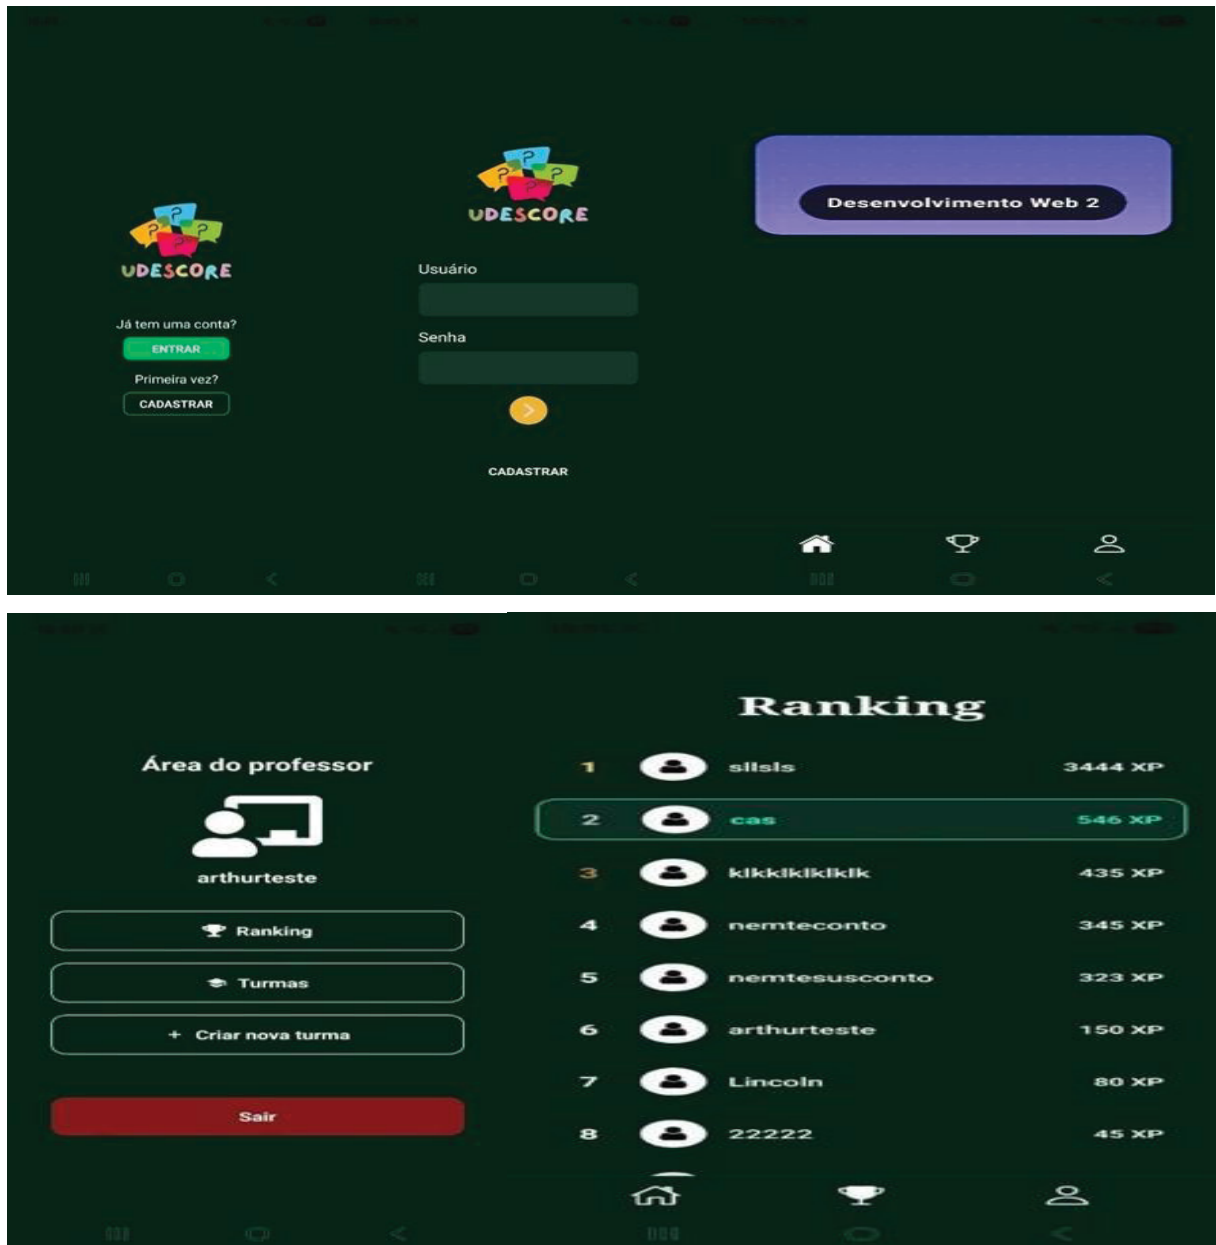 UDESCORE
Já tem uma conta?
ENTRAR
Primeira vez?
CADASTRAR
UDESCORE
Usuário
Senha
CADASTRAR
Desenvolvimento Web 2
Área do professor
arthurteste
Ranking
Turmas
+ Criar nova turma
Sair
Ranking
1 silsls 3444 XP
2 cas 546 XP
3 klkklklklklk 435 XP
4 nemteconto 345 XP
5 nemtesusconto 323 XP
6 arthurteste 150 XP
7 Lincoln 80 XP
8 22222 45 XP